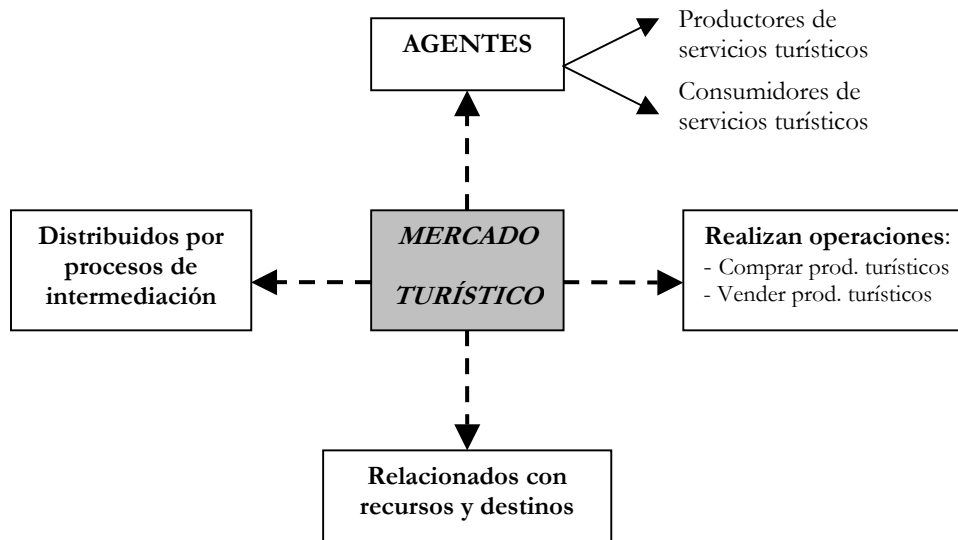 AGENTES
Productores de
servicios turísticos
Consumidores de
servicios turísticos
Distribuidos por
procesos de
intermediación
MERCADO
TURÍSTICO
Realizan operaciones:
- Comprar prod. turísticos
- Vender prod. turísticos
Relacionados con
recursos y destinos